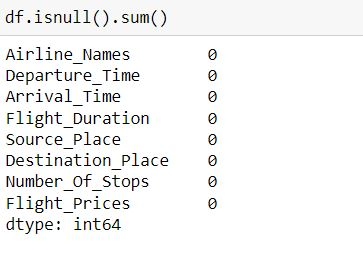 df.isnull().sum()
Airline_Names 0
Departure_Time 0
Arrival_Time 0
Flight_Duration 0
Source_Place 0
Destination_Place 0
Number_Of_Stops 0
Flight_Prices 0
dtype: int64